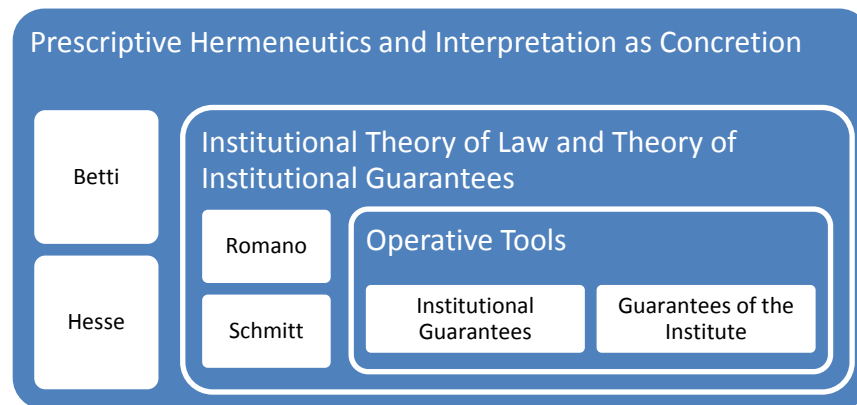 Prescriptive Hermeneutics and Interpretation as Concretion
Betti
Hesse
Institutional Theory of Law and Theory of
Institutional Guarantees
Romano
Schmitt
Operative Tools
Institutional
Guarantees
Guarantees of the
Institute